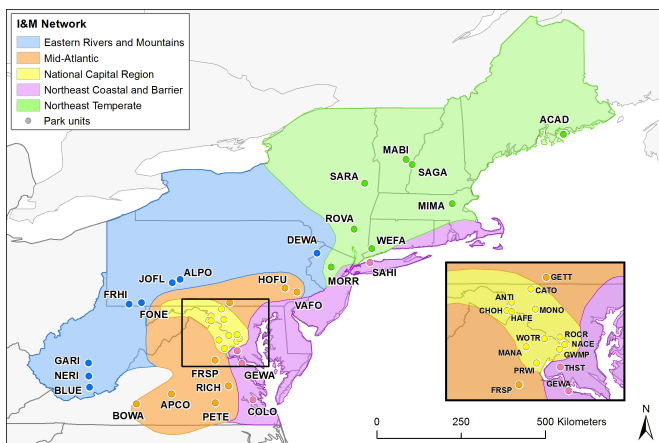 I&M Network
Eastern Rivers and Mountains
Mid-Atlantic
National Capital Region
Northeast Coastal and Barrier
Northeast Temperate
Park units
ACAD
MABI
SAGA
SARA
MIMA
ROVA
WEFA
DEWA
SAHI
MORR
JOFL
ALPO
HOFU
FRHI
FONE
VAFO
GARI
NERI
BLUE
GEWA
FRSP
RICH
APCO
BOWA
PETE
COLO
GETT
CATO
ANTI
CHOH
MONO
HAFE
WOTR
ROCR
NACE
MANA
GWMP
PRWI
THST
FRSP
GEWA
0 250 500 Kilometers
N